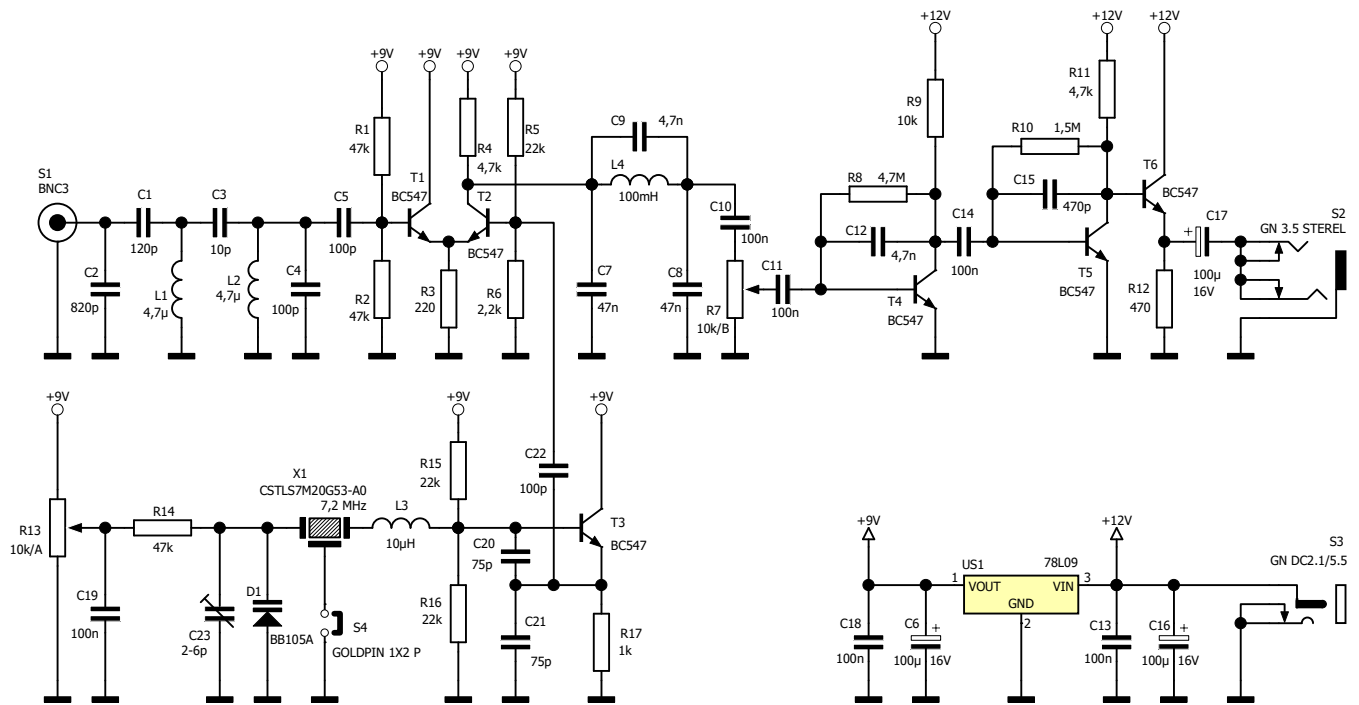 +12V
+12V
+12V
+9V
+9V
+9V
+9V
R1
47k
R4
4,7k
R5
22k
C9
4,7n
R9
10k
R11
4,7k
R10
1,5M
S1
BNC3
C1
120p
C3
10p
C5
100p
T1
BC547
T2
BC547
L4
100mH
C10
100n
R8
4,7M
C12
4,7n
C14
100n
C15
470p
T6
BC547
C17
+
100µ
16V
S2
GN 3.5 STEREL
C2
820p
L1
4,7µ
L2
4,7µ
C4
100p
R2
47k
R3
220
R6
2,2k
C7
47n
C8
47n
R7
10k/B
C11
100n
T4
BC547
T5
BC547
R12
470
+9V
+9V
+9V
R13
10k/A
R14
47k
X1
CSTLS7M20G53-A0
7,2 MHz
L3
10µH
R15
22k
C22
100p
T3
BC547
C20
75p
C19
100n
C23
2-6p
D1
BB105A
S4
GOLDPIN 1X2 P
R16
22k
C21
75p
R17
1k
+9V
+12V
S3
GN DC2.1/5.5
US1
78L09
1
VOUT
VIN
3
GND
2
C18
100n
C6
+
100µ
16V
C13
100n
C16
+
100µ
16V